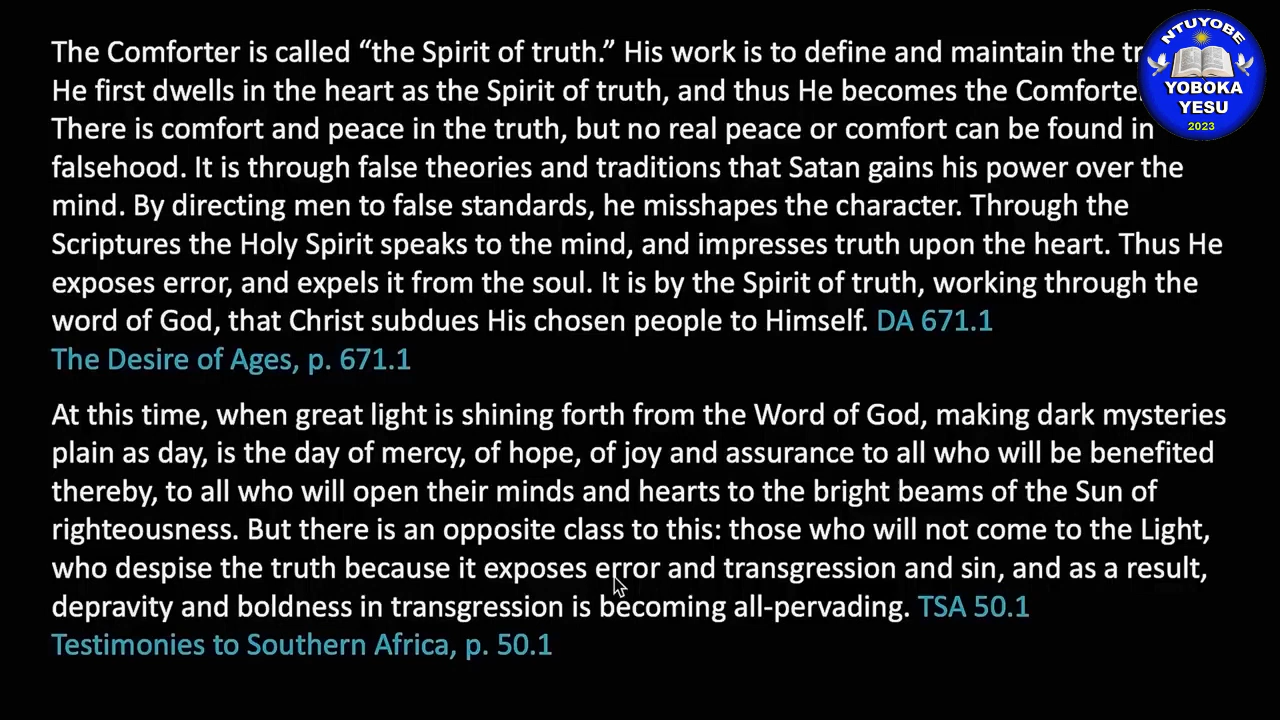 The Comforter is called “the Spirit of truth.” His work is to define and maintain the
He first dwells in the heart as the Spirit of truth, and thus He becomes the
There is comfort and peace in the truth, but no real peace or comfort can be found in
falsehood. It is through false theories and traditions that Satan gains his power over the
mind. By directing men to false standards, he misshapes the character. Through the
Scriptures the Holy Spirit speaks to the mind, and impresses truth upon the heart. Thus He
exposes error, and expels it from the soul. It is by the Spirit of truth, working through the
word of God, that Christ subdues His chosen people to Himself. DA 671.1
The Desire of Ages, p. 671.1
At this time, when great light is shining forth from the Word of God, making dark mysteries
plain as day, is the day of mercy, of hope, of joy and assurance to all who will be benefited
thereby, to all who will open their minds and hearts to the bright beams of the Sun of
righteousness. But there is an opposite class to this: those who will not come to the Light,
who despise the truth because it exposes error and transgression and sin, and as a result,
depravity and boldness in transgression is becoming all-pervading. TSA 50.1
Testimonies to Southern Africa, p. 50.1
NTUYOBE
YOBOKA
YESU
2023